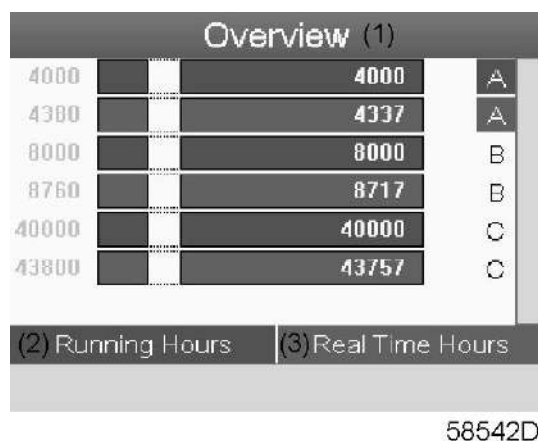 Overview (1)
4000 4000 A
4380 4337 A
8000 8000 B
8760 8717 B
40000 40000 C
43800 43757 C
(2) Running Hours (3) Real Time Hours
58542D